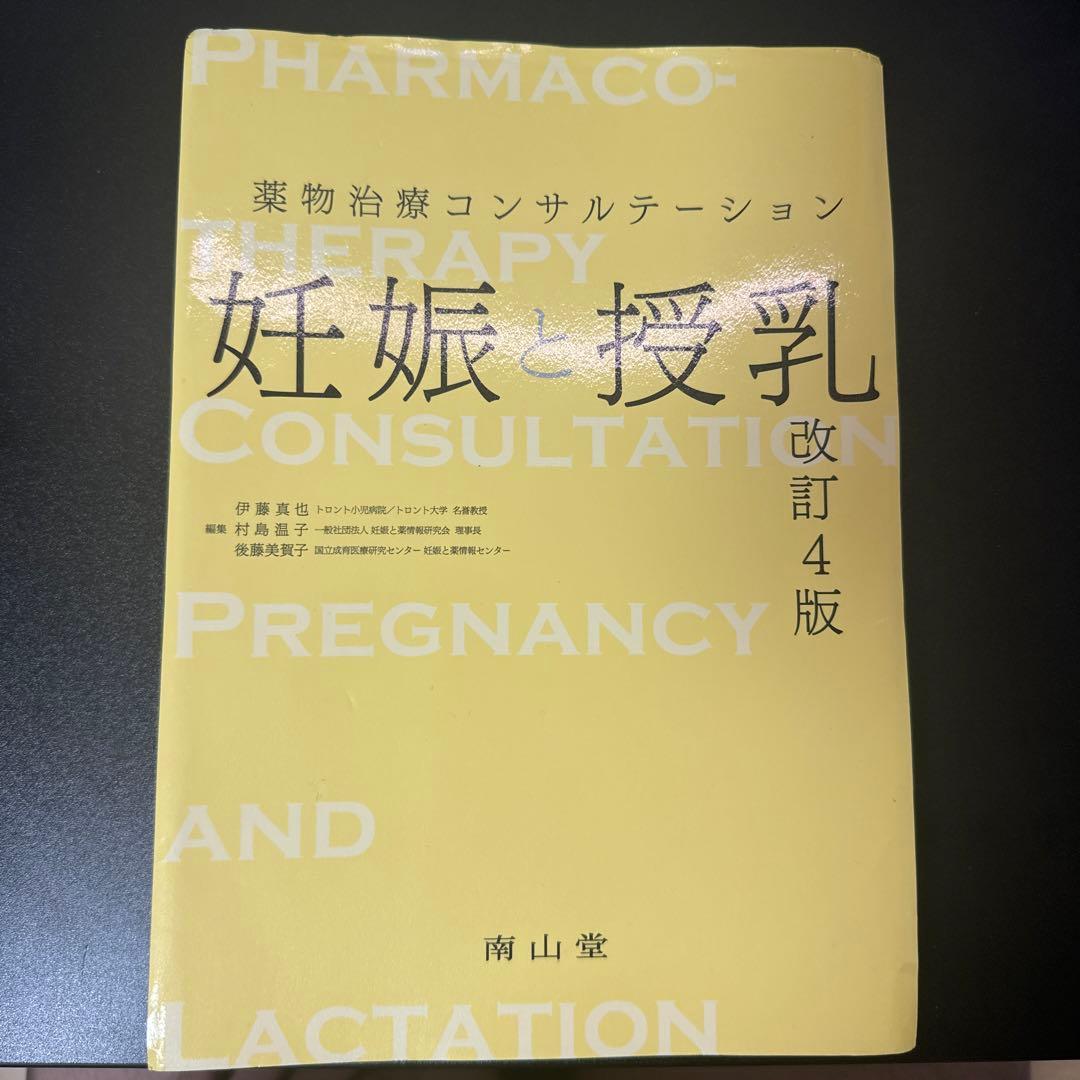 PHARMACO-
薬物治療コンサルテーション
THERAPY
妊娠と授乳
CONSULTATION
改訂4版
伊藤真也 トロント小児病院／トロント大学 名誉教授
編集 村島温子 一般社団法人 妊娠と薬情報研究会 理事長
後藤美賀子 国立成育医療研究センター 妊娠と薬情報センター
PREGNANCY
AND
南山堂
LACTATION